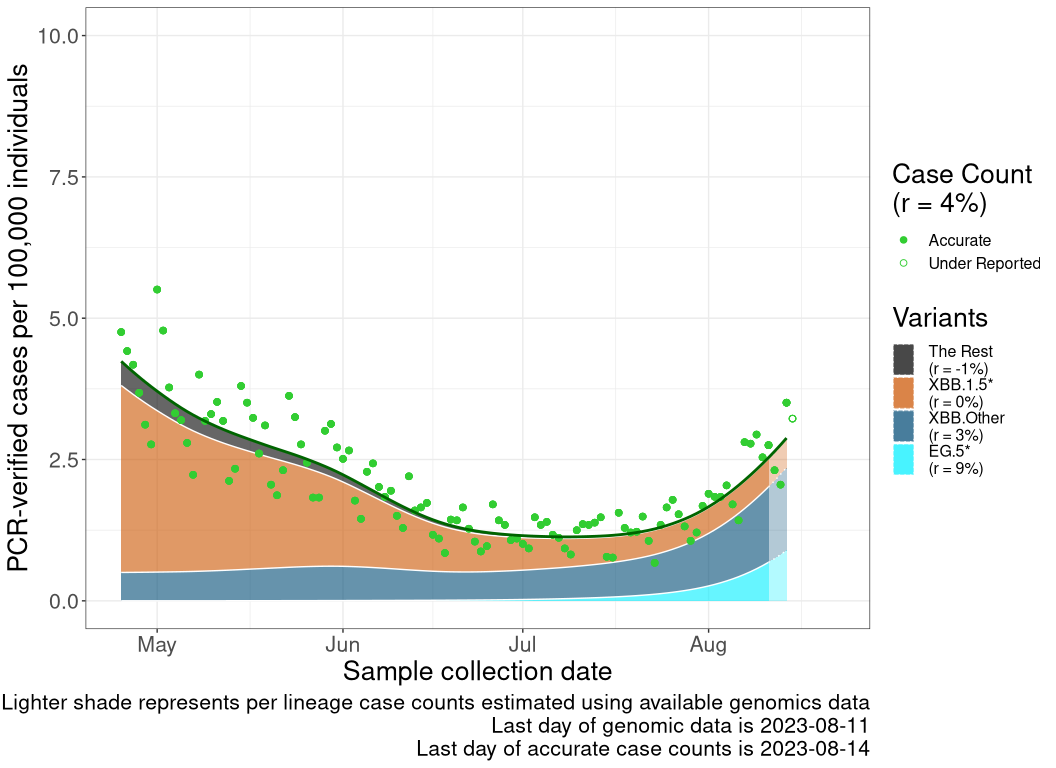 PCR-verified cases per 100,000 individuals
10.0
7.5
5.0
2.5
0.0
May
Jun
Jul
Aug
Sample collection date
Case Count
(r = 4%)
Accurate
Under Reported
Variants
The Rest
(r = -1%)
XBB.1.5*
(r = 0%)
XBB.Other
(r = 3%)
EG.5*
(r = 9%)
Lighter shade represents per lineage case counts estimated using available genomics data
Last day of genomic data is 2023-08-11
Last day of accurate case counts is 2023-08-14